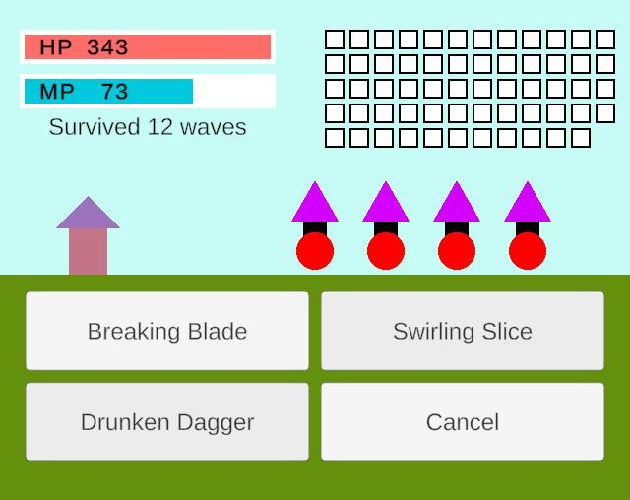 HP 343
MP 73
Survived 12 waves
Breaking Blade
Swirling Slice
Drunken Dagger
Cancel